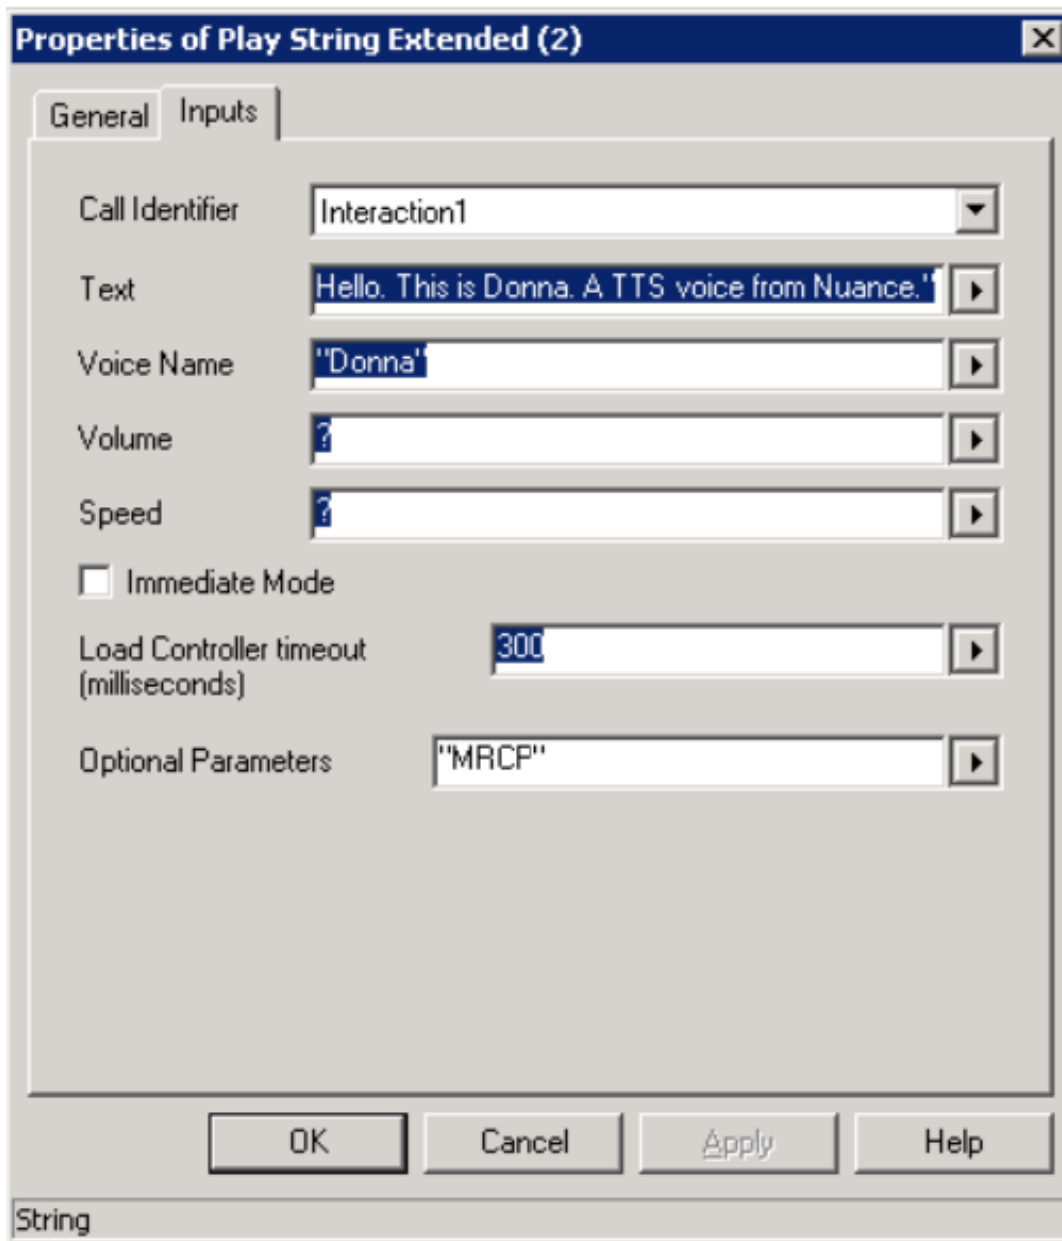 Properties of Play String Extended (2)
General Inputs
Call Identifier Interaction1
Text Hello. This is Donna. A TTS voice from Nuance."
Voice Name "Donna"
Volume ?
Speed ?
Immediate Mode
Load Controller timeout 300
(milliseconds)
Optional Parameters "MRCP"
OK Cancel Apply Help
String